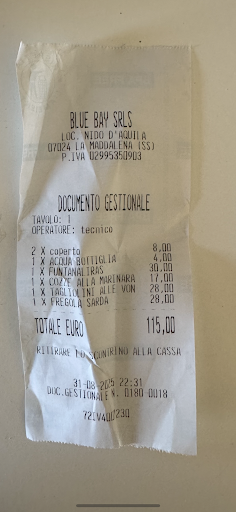 BLUE BAY SRLS
LOC. NIDO D'AQUILA
07024 LA MADDALENA (SS)
P.IVA 02995350903
DOCUMENTO GESTIONALE
TAVOLO: 1
OPERATORE: tecnico
2 X coperto 8,00
1 X ACQUA BOTTIGLIA 4,00
1 X FUNTANALIRAS 30,00
1 X COZZE ALLA MARINARA 17,00
1 X TAGLIOLINI ALLE VON 28,00
1 X FREGOLA SARDA 28,00
TOTALE EURO 115,00
RITIRARE LO SCONTRINO ALLA CASSA
31-08-2025 22:31
DOC.GESTIONALE N. 0180-0018